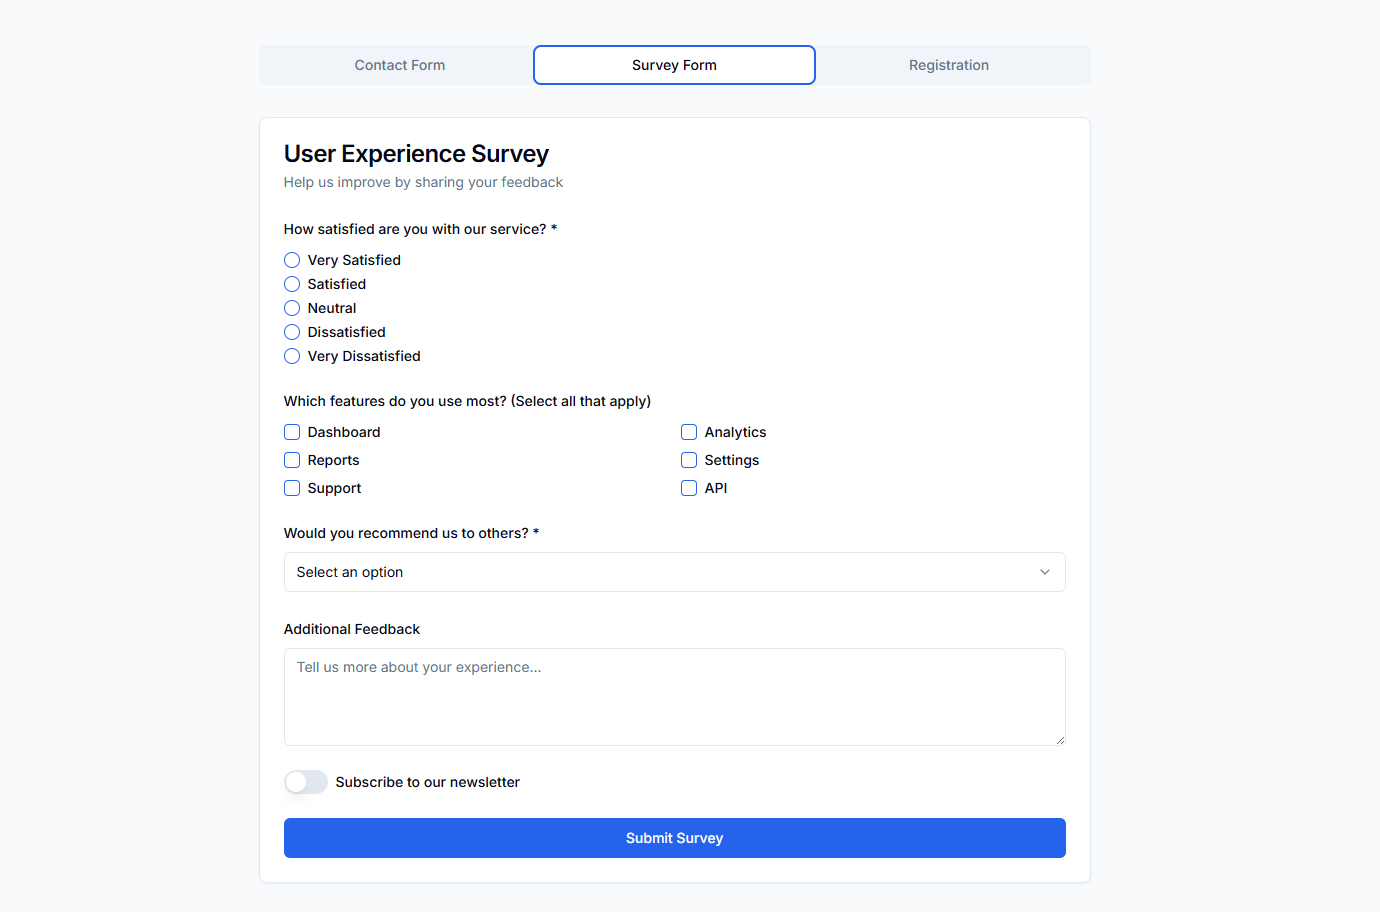 Contact Form
Survey Form
Registration
User Experience Survey
Help us improve by sharing your feedback
How satisfied are you with our service? *
Very Satisfied
Satisfied
Neutral
Dissatisfied
Very Dissatisfied
Which features do you use most? (Select all that apply)
Dashboard
Analytics
Reports
Settings
Support
API
Would you recommend us to others? *
Select an option
Additional Feedback
Tell us more about your experience...
Subscribe to our newsletter
Submit Survey